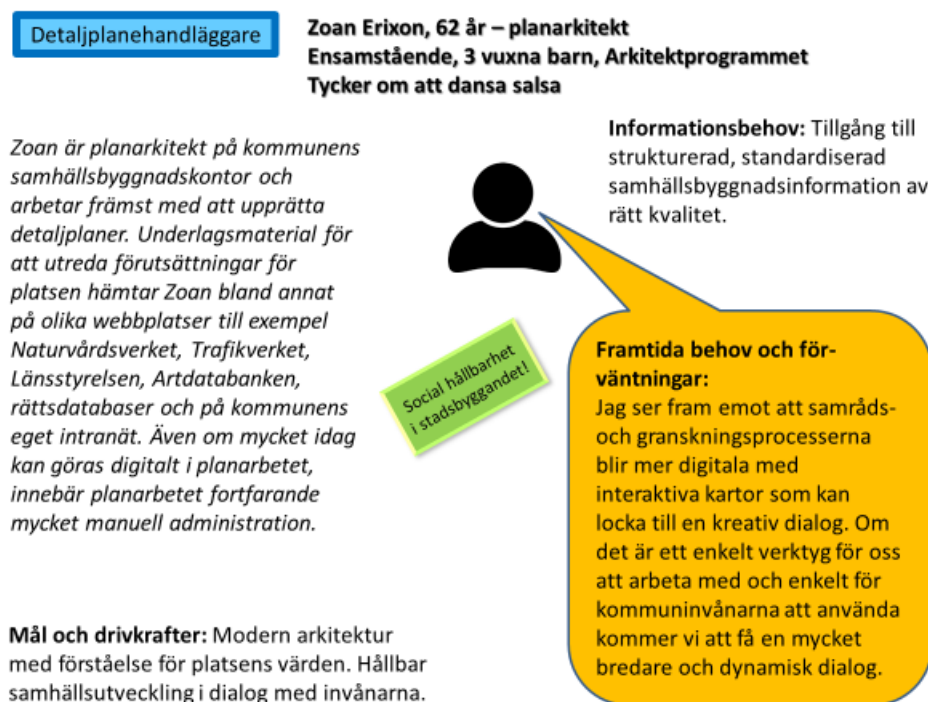 Detaljplanehandläggare
Zoan Erixon, 62 år – planarkitekt
Ensamstående, 3 vuxna barn, Arkitektprogrammet
Tycker om att dansa salsa
Zoan är planarkitekt på kommunens
samhällsbyggnadskontor och
arbetar främst med att upprätta
detaljplaner. Underlagsmaterial för
att utreda förutsättningar för
platsen hämtar Zoan bland annat
på olika webbplatser till exempel
Naturvårdsverket, Trafikverket,
Länsstyrelsen, Artdatabanken,
rättsdatabaser och på kommunens
eget intranät. Även om mycket idag
kan göras digitalt i planarbetet,
innebär planarbetet fortfarande
mycket manuell administration.
Informationsbehov: Tillgång till
strukturerad, standardiserad
samhällsbyggnadsinformation av
rätt kvalitet.
Social hållbarhet
i stadsbyggandet!
Framtida behov och för-
väntningar:
Jag ser fram emot att samråds-
och granskningsprocesserna
blir mer digitala med
interaktiva kartor som kan
locka till en kreativ dialog. Om
det är ett enkelt verktyg för oss
att arbeta med och enkelt för
kommuninvånarna att använda
kommer vi att få en mycket
bredare och dynamisk dialog.
Mål och drivkrafter: Modern arkitektur
med förståelse för platsens värden. Hållbar
samhällsutveckling i dialog med invånarna.